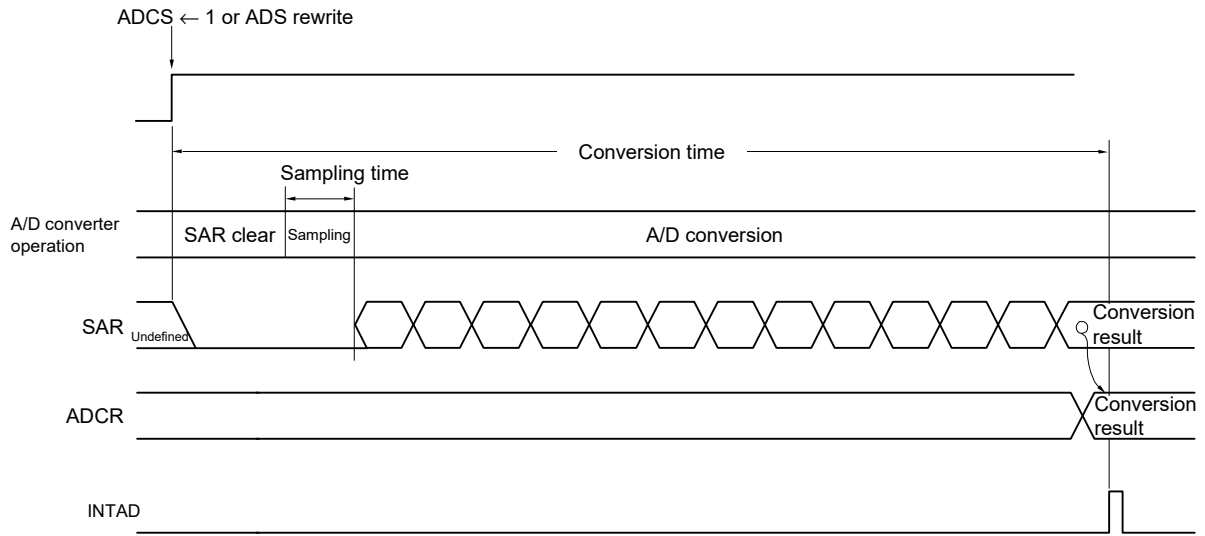 ADCS ← 1 or ADS rewrite
Conversion time
Sampling time
A/D converter
operation
SAR clear
Sampling
A/D conversion
SAR
Undefined
Conversion
result
ADCR
Conversion
result
INTAD